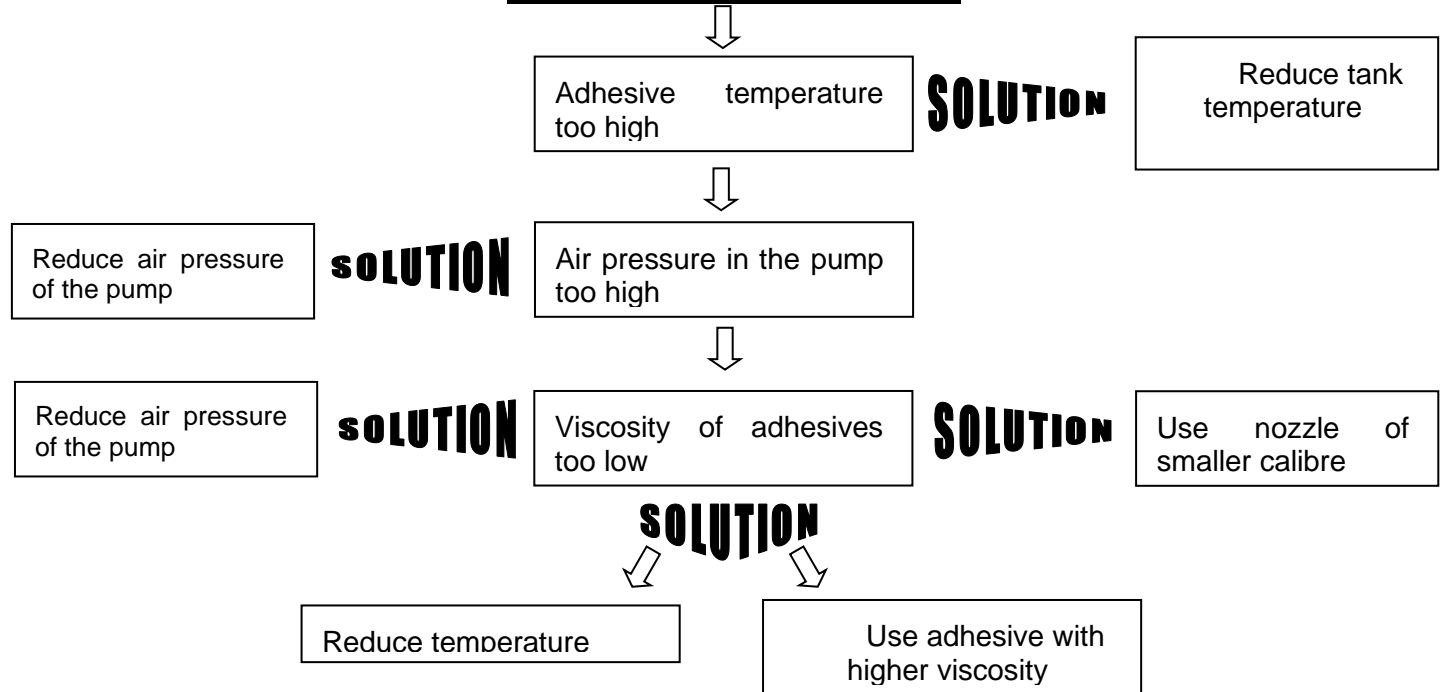 Adhesive temperature
too high
SOLUTION
Reduce tank
temperature
Reduce air pressure
of the pump
SOLUTION
Air pressure in the pump
too high
Reduce air pressure
of the pump
SOLUTION
Viscosity of adhesives
too low
SOLUTION
Use nozzle of
smaller calibre
SOLUTION
Reduce temperature
Use adhesive with
higher viscosity